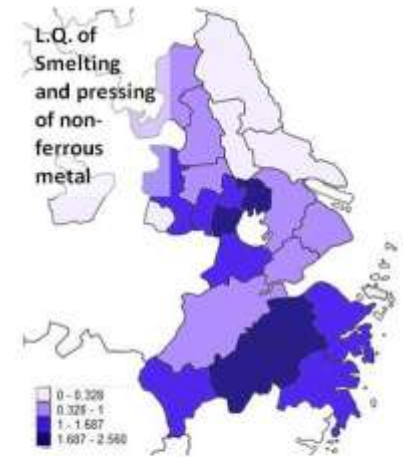 L.Q. of
Smelting
and pressing
of non-
ferrous
metal
0 - 0.328
0.328 - 1
1 - 1.687
1.687 - 2.560